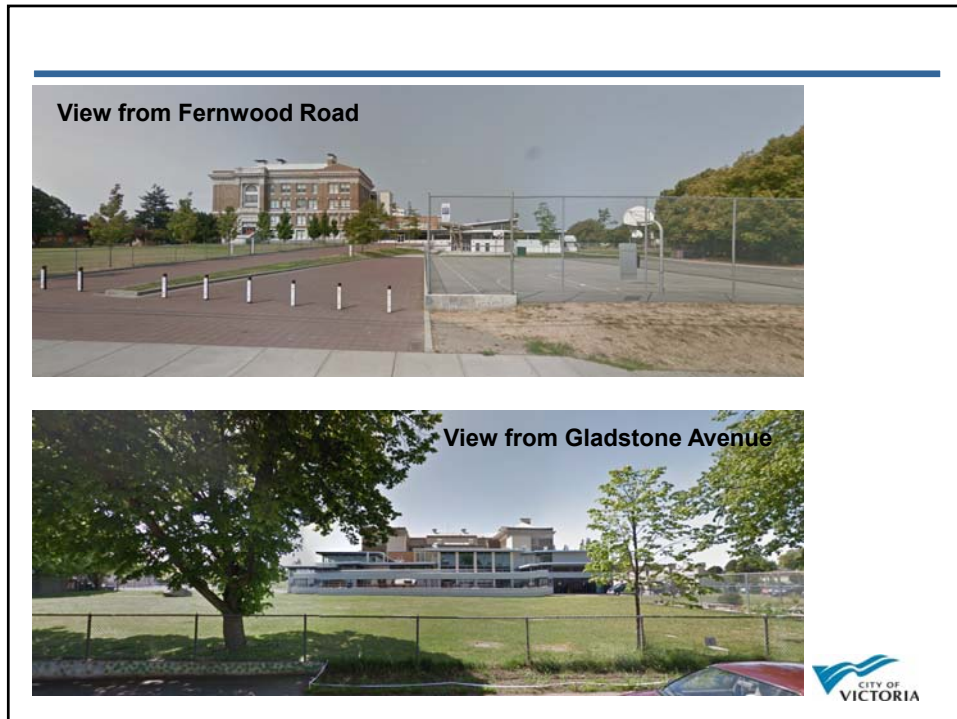 View from Fernwood Road
View from Gladstone Avenue
CITY OF
VICTORIA